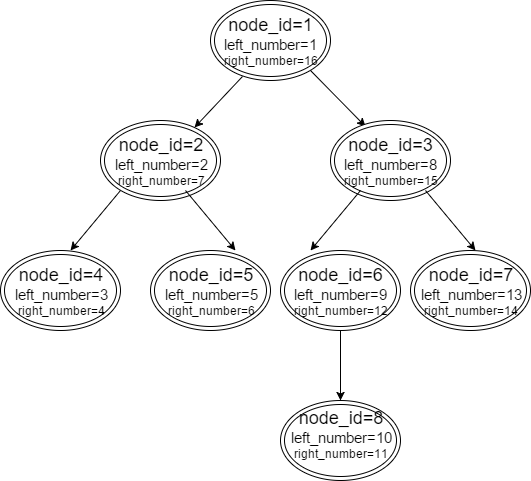 node_id=1
left_number=1
right_number=16
node_id=2
left_number=2
right_number=7
node_id=3
left_number=8
right_number=15
node_id=4
left_number=3
right_number=4
node_id=5
left_number=5
right_number=6
node_id=6
left_number=9
right_number=12
node_id=7
left_number=13
right_number=14
node_id=8
left_number=10
right_number=11